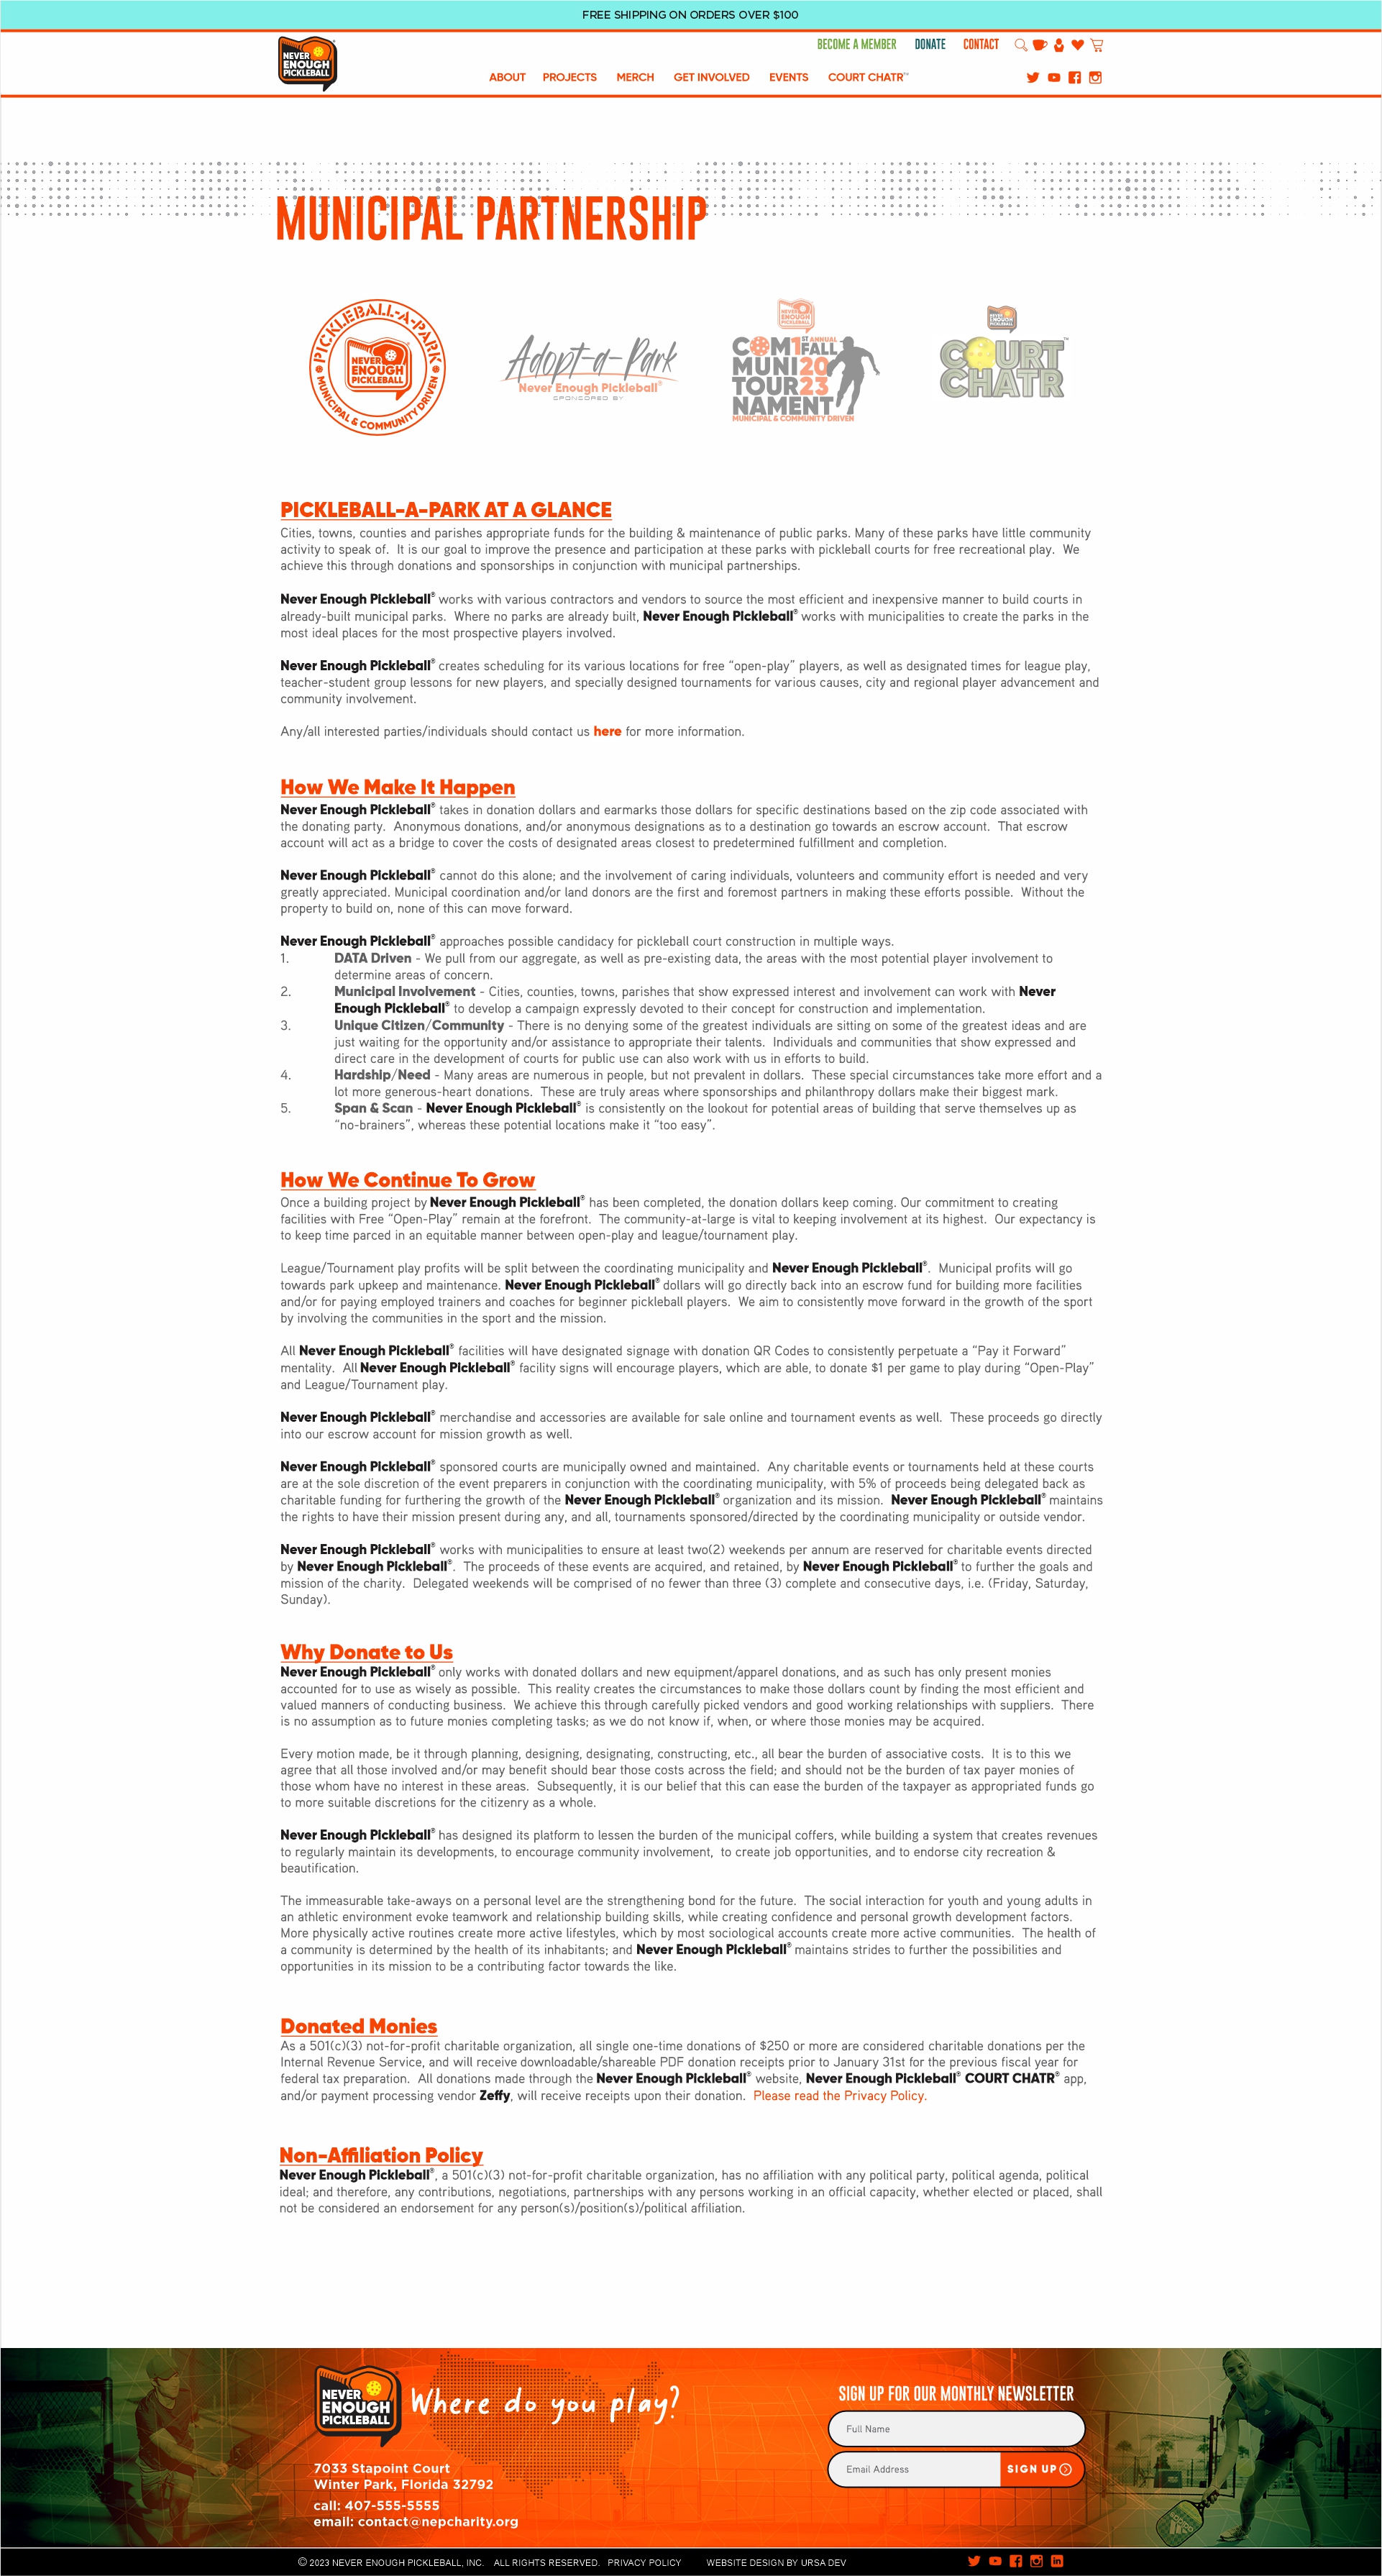 FREE SHIPPING ON ORDERS OVER $100
BECOME A MEMBER DONATE CONTACT
NEVER
ENOUGH
PICKLEBALL
ABOUT PROJECTS MERCH GET INVOLVED EVENTS COURT CHATR™
MUNICIPAL PARTNERSHIP
PICKLEBALL-A-PARK
NEVER
ENOUGH
PICKLEBALL
MUNICIPAL & COMMUNITY DRIVEN
Adopt-a-Park
Never Enough Pickleball®
SPONSORED BY
NEVER
ENOUGH
PICKLEBALL
COM 1ST ANNUAL FALL
MUNI 20
TOUR 23
NAMENT
MUNICIPAL & COMMUNITY DRIVEN
NEVER
ENOUGH
PICKLEBALL
COURT™
CHATR
PICKLEBALL-A-PARK AT A GLANCE
Cities, towns, counties and parishes appropriate funds for the building & maintenance of public parks. Many of these parks have little community
activity to speak of. It is our goal to improve the presence and participation at these parks with pickleball courts for free recreational play. We
achieve this through donations and sponsorships in conjunction with municipal partnerships.
Never Enough Pickleball® works with various contractors and vendors to source the most efficient and inexpensive manner to build courts in
already-built municipal parks. Where no parks are already built, Never Enough Pickleball® works with municipalities to create the parks in the
most ideal places for the most prospective players involved.
Never Enough Pickleball® creates scheduling for its various locations for free “open-play” players, as well as designated times for league play,
teacher-student group lessons for new players, and specially designed tournaments for various causes, city and regional player advancement and
community involvement.
Any/all interested parties/individuals should contact us here for more information.
How We Make It Happen
Never Enough Pickleball® takes in donation dollars and earmarks those dollars for specific destinations based on the zip code associated with
the donating party. Anonymous donations, and/or anonymous designations as to a destination go towards an escrow account. That escrow
account will act as a bridge to cover the costs of designated areas closest to predetermined fulfillment and completion.
Never Enough Pickleball® cannot do this alone; and the involvement of caring individuals, volunteers and community effort is needed and very
greatly appreciated. Municipal coordination and/or land donors are the first and foremost partners in making these efforts possible. Without the
property to build on, none of this can move forward.
Never Enough Pickleball® approaches possible candidacy for pickleball court construction in multiple ways.
1. DATA Driven - We pull from our aggregate, as well as pre-existing data, the areas with the most potential player involvement to
determine areas of concern.
2. Municipal Involvement - Cities, counties, towns, parishes that show expressed interest and involvement can work with Never
Enough Pickleball® to develop a campaign expressly devoted to their concept for construction and implementation.
3. Unique Citizen/Community - There is no denying some of the greatest individuals are sitting on some of the greatest ideas and are
just waiting for the opportunity and/or assistance to appropriate their talents. Individuals and communities that show expressed and
direct care in the development of courts for public use can also work with us in efforts to build.
4. Hardship/Need - Many areas are numerous in people, but not prevalent in dollars. These special circumstances take more effort and a
lot more generous-heart donations. These are truly areas where sponsorships and philanthropy dollars make their biggest mark.
5. Span & Scan - Never Enough Pickleball® is consistently on the lookout for potential areas of building that serve themselves up as
“no-brainers”, whereas these potential locations make it “too easy”.
How We Continue To Grow
Once a building project by Never Enough Pickleball® has been completed, the donation dollars keep coming. Our commitment to creating
facilities with Free “Open-Play” remain at the forefront. The community-at-large is vital to keeping involvement at its highest. Our expectancy is
to keep time parced in an equitable manner between open-play and league/tournament play.
League/Tournament play profits will be split between the coordinating municipality and Never Enough Pickleball®. Municipal profits will go
towards park upkeep and maintenance. Never Enough Pickleball® dollars will go directly back into an escrow fund for building more facilities
and/or for paying employed trainers and coaches for beginner pickleball players. We aim to consistently move forward in the growth of the sport
by involving the communities in the sport and the mission.
All Never Enough Pickleball® facilities will have designated signage with donation QR Codes to consistently perpetuate a “Pay it Forward”
mentality. All Never Enough Pickleball® facility signs will encourage players, which are able, to donate $1 per game to play during “Open-Play”
and League/Tournament play.
Never Enough Pickleball® merchandise and accessories are available for sale online and tournament events as well. These proceeds go directly
into our escrow account for mission growth as well.
Never Enough Pickleball® sponsored courts are municipally owned and maintained. Any charitable events or tournaments held at these courts
are at the sole discretion of the event preparers in conjunction with the coordinating municipality, with 5% of proceeds being delegated back as
charitable funding for furthering the growth of the Never Enough Pickleball® organization and its mission. Never Enough Pickleball® maintains
the rights to have their mission present during any, and all, tournaments sponsored/directed by the coordinating municipality or outside vendor.
Never Enough Pickleball® works with municipalities to ensure at least two(2) weekends per annum are reserved for charitable events directed
by Never Enough Pickleball®. The proceeds of these events are acquired, and retained, by Never Enough Pickleball® to further the goals and
mission of the charity. Delegated weekends will be comprised of no fewer than three (3) complete and consecutive days, i.e. (Friday, Saturday,
Sunday).
Why Donate to Us
Never Enough Pickleball® only works with donated dollars and new equipment/apparel donations, and as such has only present monies
accounted for to use as wisely as possible. This reality creates the circumstances to make those dollars count by finding the most efficient and
valued manners of conducting business. We achieve this through carefully picked vendors and good working relationships with suppliers. There
is no assumption as to future monies completing tasks; as we do not know if, when, or where those monies may be acquired.
Every motion made, be it through planning, designing, designating, constructing, etc., all bear the burden of associative costs. It is to this we
agree that all those involved and/or may benefit should bear those costs across the field; and should not be the burden of tax payer monies of
those whom have no interest in these areas. Subsequently, it is our belief that this can ease the burden of the taxpayer as appropriated funds go
to more suitable discretions for the citizenry as a whole.
Never Enough Pickleball® has designed its platform to lessen the burden of the municipal coffers, while building a system that creates revenues
to regularly maintain its developments, to encourage community involvement, to create job opportunities, and to endorse city recreation &
beautification.
The immeasurable take-aways on a personal level are the strengthening bond for the future. The social interaction for youth and young adults in
an athletic environment evoke teamwork and relationship building skills, while creating confidence and personal growth development factors.
More physically active routines create more active lifestyles, which by most sociological accounts create more active communities. The health of
a community is determined by the health of its inhabitants; and Never Enough Pickleball® maintains strides to further the possibilities and
opportunities in its mission to be a contributing factor towards the like.
Donated Monies
As a 501(c)(3) not-for-profit charitable organization, all single one-time donations of $250 or more are considered charitable donations per the
Internal Revenue Service, and will receive downloadable/shareable PDF donation receipts prior to January 31st for the previous fiscal year for
federal tax preparation. All donations made through the Never Enough Pickleball® website, Never Enough Pickleball® COURT CHATR® app,
and/or payment processing vendor Zeffy, will receive receipts upon their donation. Please read the Privacy Policy.
Non-Affiliation Policy
Never Enough Pickleball®, a 501(c)(3) not-for-profit charitable organization, has no affiliation with any political party, political agenda, political
ideal; and therefore, any contributions, negotiations, partnerships with any persons working in an official capacity, whether elected or placed, shall
not be considered an endorsement for any person(s)/position(s)/political affiliation.
NEVER
ENOUGH
PICKLEBALL
Where do you play?
7033 Stapoint Court
Winter Park, Florida 32792
call: 407-555-5555
email: contact@nepcharity.org
SIGN UP FOR OUR MONTHLY NEWSLETTER
Full Name
Email Address
SIGN UP
© 2023 NEVER ENOUGH PICKLEBALL, INC. ALL RIGHTS RESERVED. PRIVACY POLICY WEBSITE DESIGN BY URSA DEV